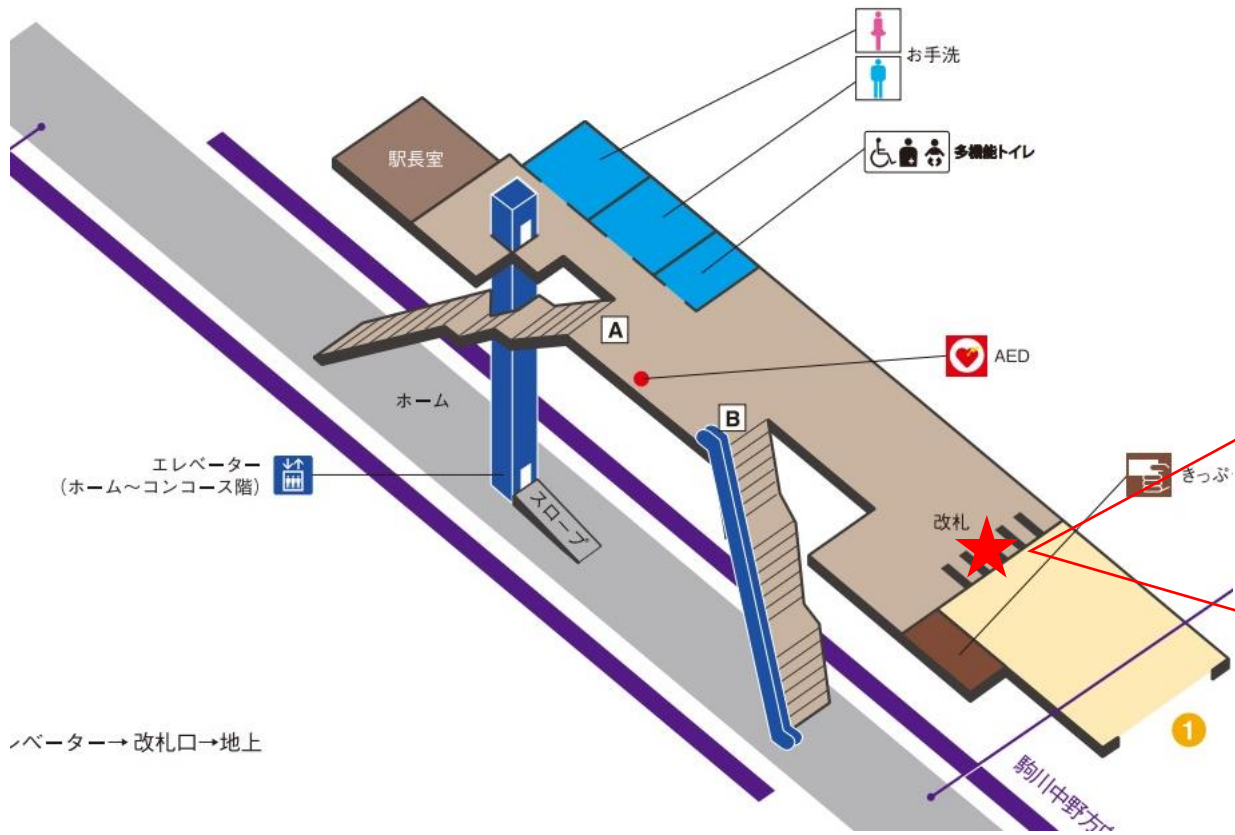 お手洗
多機能トイレ
駅長室
A
AED
ホーム
B
エレベーター
(ホーム〜コンコース階)
きっぷ
スロープ
改札
レベーター→改札口→地上
1
駒川中野方